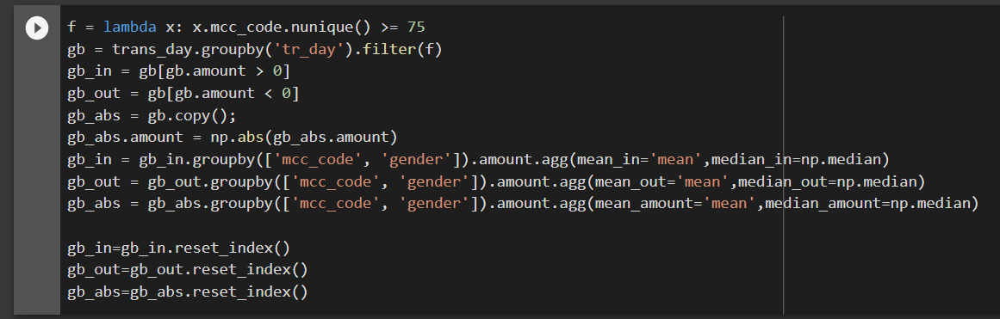 f = lambda x: x.mcc_code.nunique() >= 75
gb = trans_day.groupby('tr_day').filter(f)
gb_in = gb[gb.amount > 0]
gb_out = gb[gb.amount < 0]
gb_abs = gb.copy();
gb_abs.amount = np.abs(gb_abs.amount)
gb_in = gb_in.groupby(['mcc_code', 'gender']).amount.agg(mean_in='mean',median_in=np.median)
gb_out = gb_out.groupby(['mcc_code', 'gender']).amount.agg(mean_out='mean',median_out=np.median)
gb_abs = gb_abs.groupby(['mcc_code', 'gender']).amount.agg(mean_amount='mean',median_amount=np.median)

gb_in=gb_in.reset_index()
gb_out=gb_out.reset_index()
gb_abs=gb_abs.reset_index()